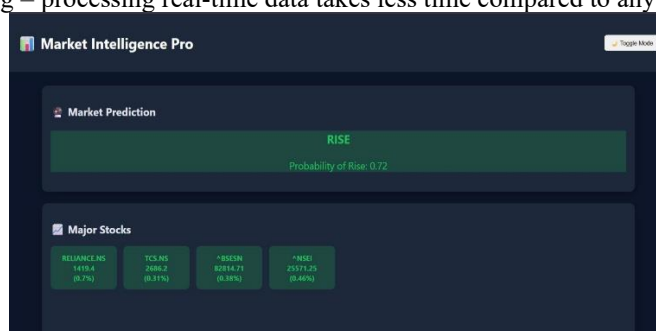 g – processing real-time data takes less time compared to any
Market Intelligence Pro
Toggle Mode
Market Prediction
RISE
Probability of Rise: 0.72
Major Stocks
RELIANCE.NS TCS.NS ^BSESN ^NSEI
1419.4 2686.2 82814.71 25571.25
(0.7%) (0.31%) (0.38%) (0.46%)